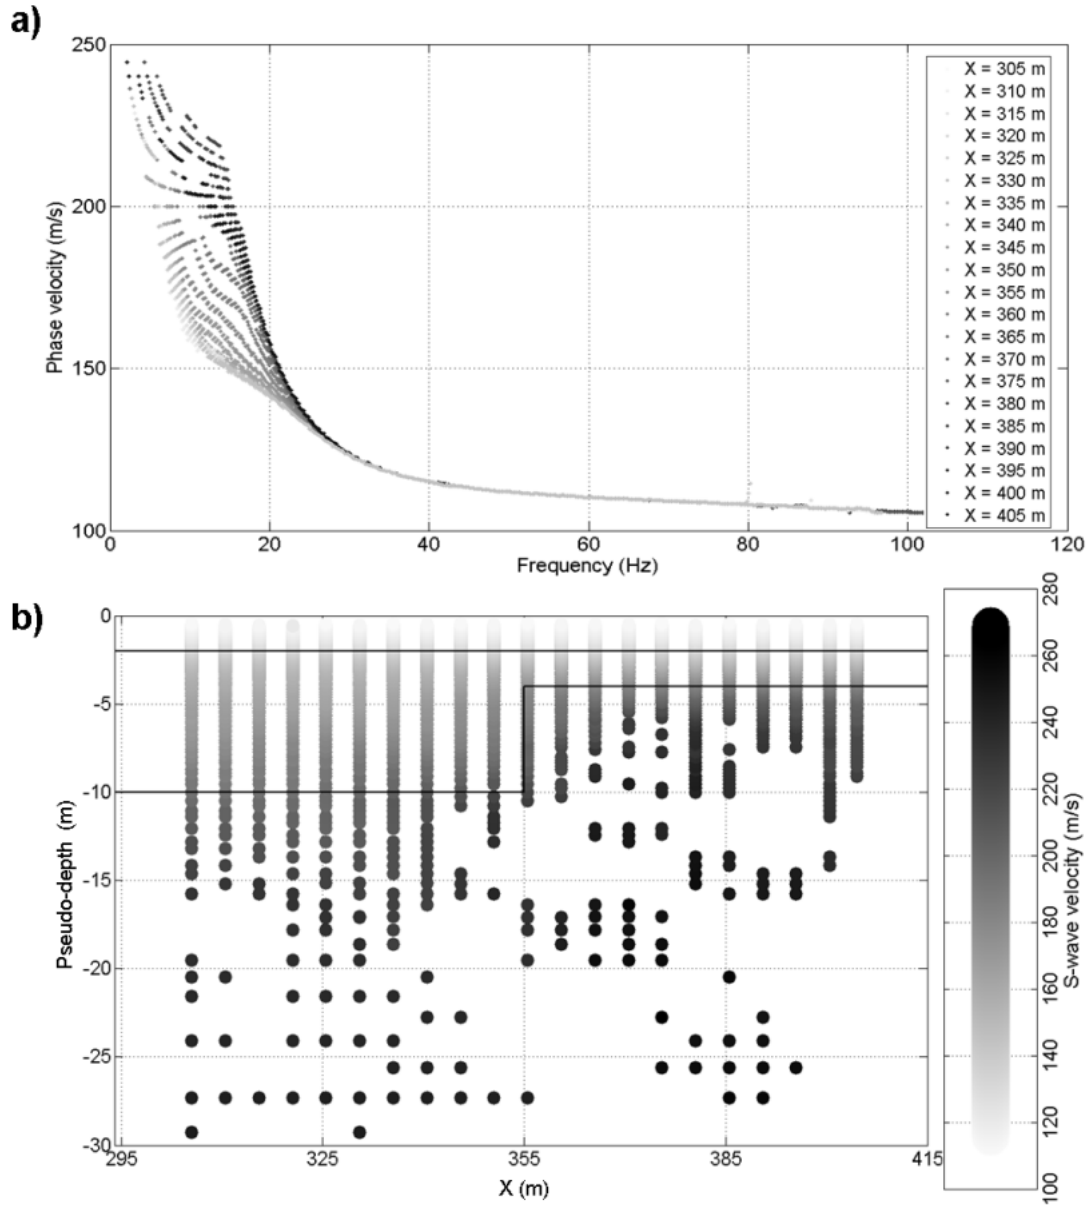 a)
250
200
150
100
Phase velocity (m/s)
0 20 40 60 80 100 120
Frequency (Hz)
X = 305 m
X = 310 m
X = 315 m
X = 320 m
X = 325 m
X = 330 m
X = 335 m
X = 340 m
X = 345 m
X = 350 m
X = 355 m
X = 360 m
X = 365 m
X = 370 m
X = 375 m
X = 380 m
X = 385 m
X = 390 m
X = 395 m
X = 400 m
X = 405 m
b)
0
-5
-10
-15
-20
-25
-30
Pseudo-depth (m)
295 325 355 385 415
X (m)
280
260
240
220
200
180
160
140
120
100
S-wave velocity (m/s)